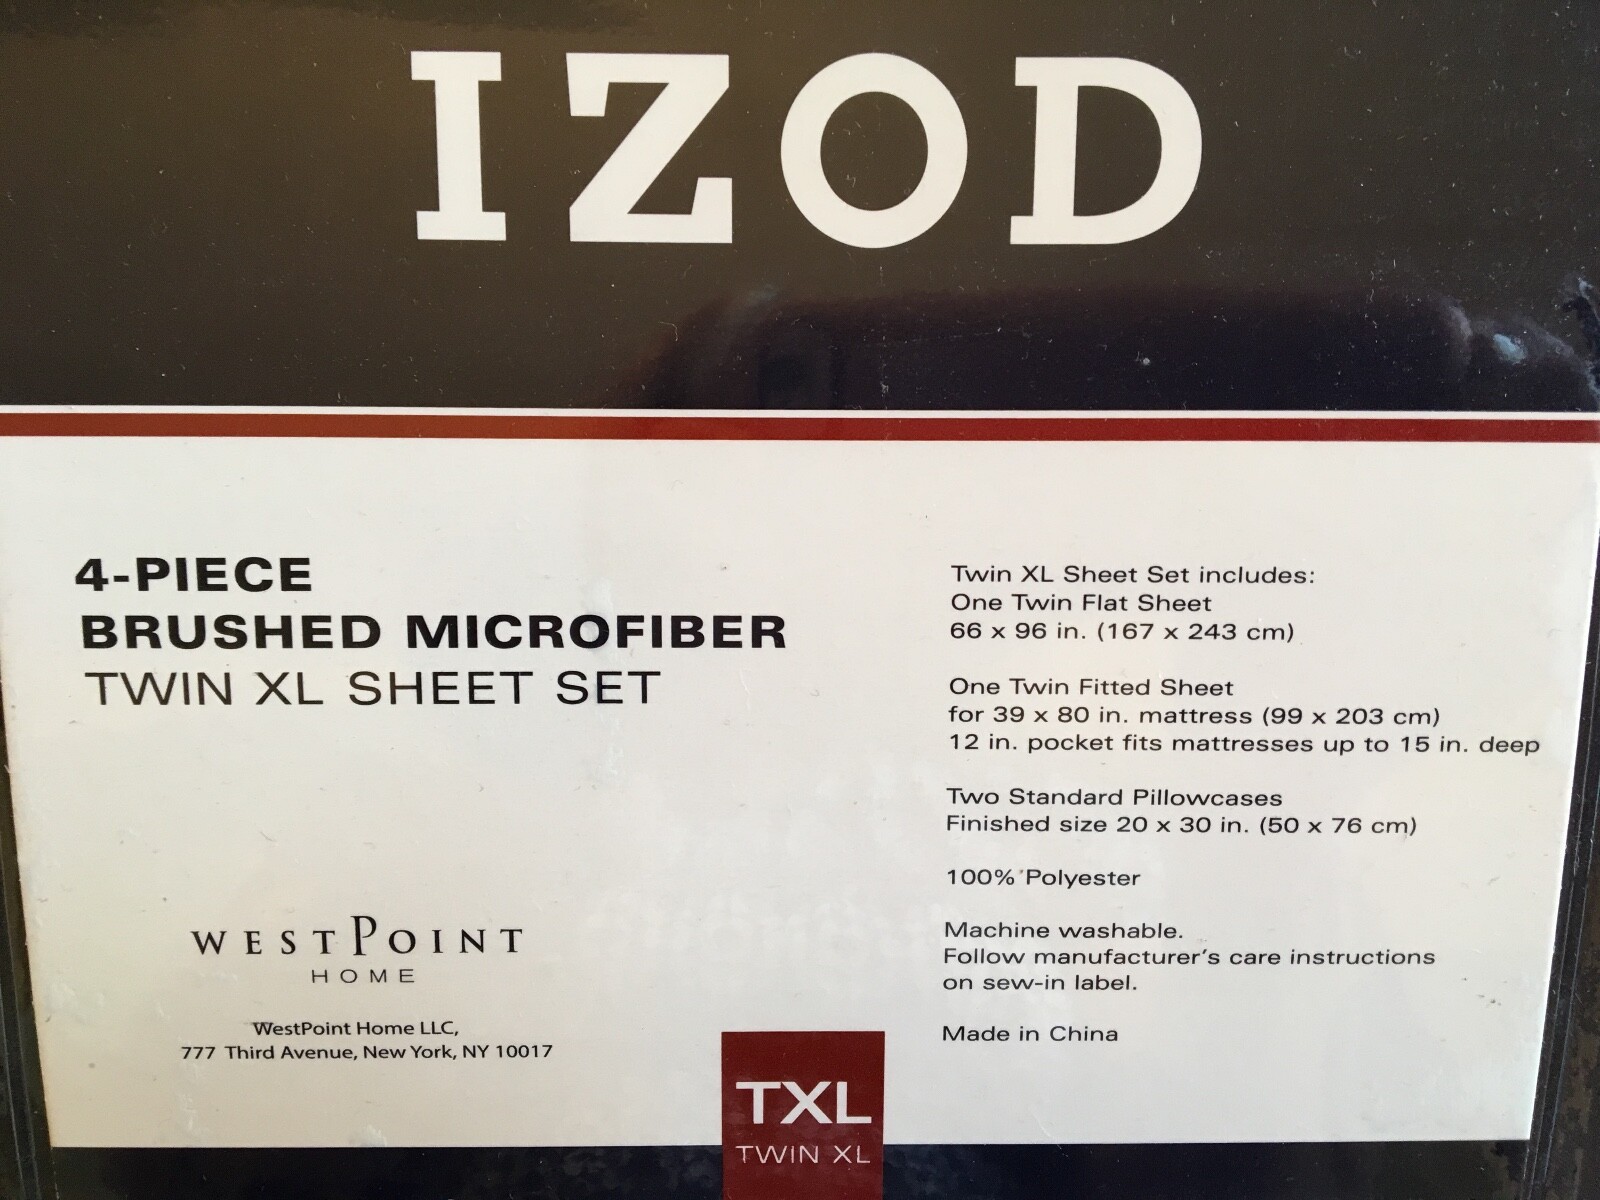 IZOD
4-PIECE
BRUSHED MICROFIBER
TWIN XL SHEET SET
WESTPOINT
HOME
WestPoint Home LLC,
777 Third Avenue, New York, NY 10017
Twin XL Sheet Set includes:
One Twin Flat Sheet
66 x 96 in. (167 x 243 cm)
One Twin Fitted Sheet
for 39 x 80 in. mattress (99 x 203 cm)
12 in. pocket fits mattresses up to 15 in. deep
Two Standard Pillowcases
Finished size 20 x 30 in. (50 x 76 cm)
100% Polyester
Machine washable.
Follow manufacturer's care instructions
on sew-in label.
Made in China
TXL
TWIN XL